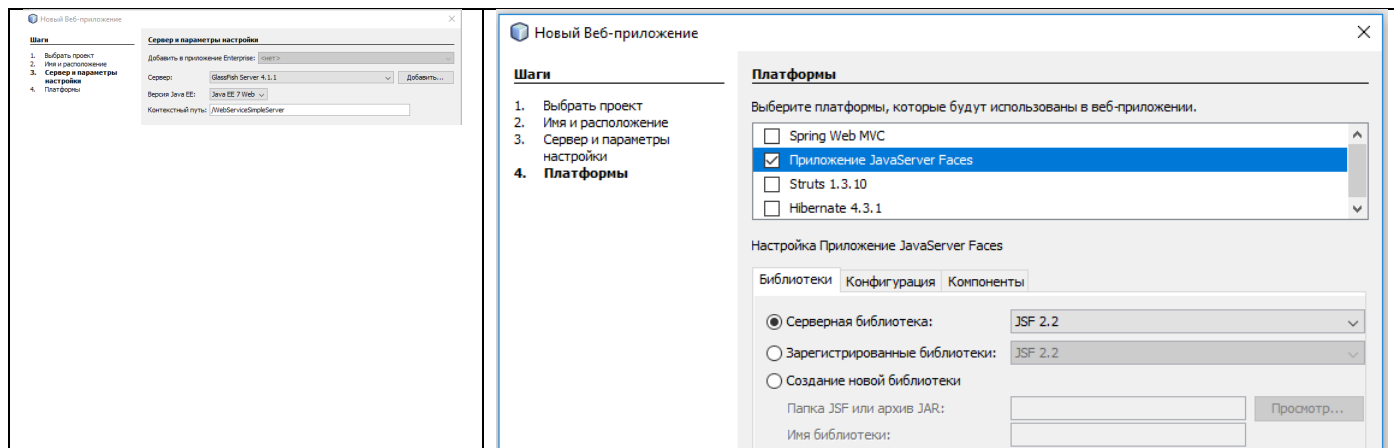 Новый Веб-приложение
Шаги
1. Выбрать проект
2. Имя и расположение
3. Сервер и параметры
настройки
4. Платформы
Сервер и параметры настройки
Добавить в приложение Enterprise: <нет>
Сервер: GlassFish Server 4.1.1 Добавить...
Версия Java EE: Java EE 7 Web
Контекстный путь: /WebServiceSimpleServer
Новый Веб-приложение
Шаги
1. Выбрать проект
2. Имя и расположение
3. Сервер и параметры
настройки
4. Платформы
Платформы
Выберите платформы, которые будут использованы в веб-приложении.
Spring Web MVC
Приложение JavaServer Faces
Struts 1.3.10
Hibernate 4.3.1
Настройка Приложение JavaServer Faces
Библиотеки Конфигурация Компоненты
Серверная библиотека: JSF 2.2
Зарегистрированные библиотеки: JSF 2.2
Создание новой библиотеки
Папка JSF или архив JAR: Просмотр...
Имя библиотеки: